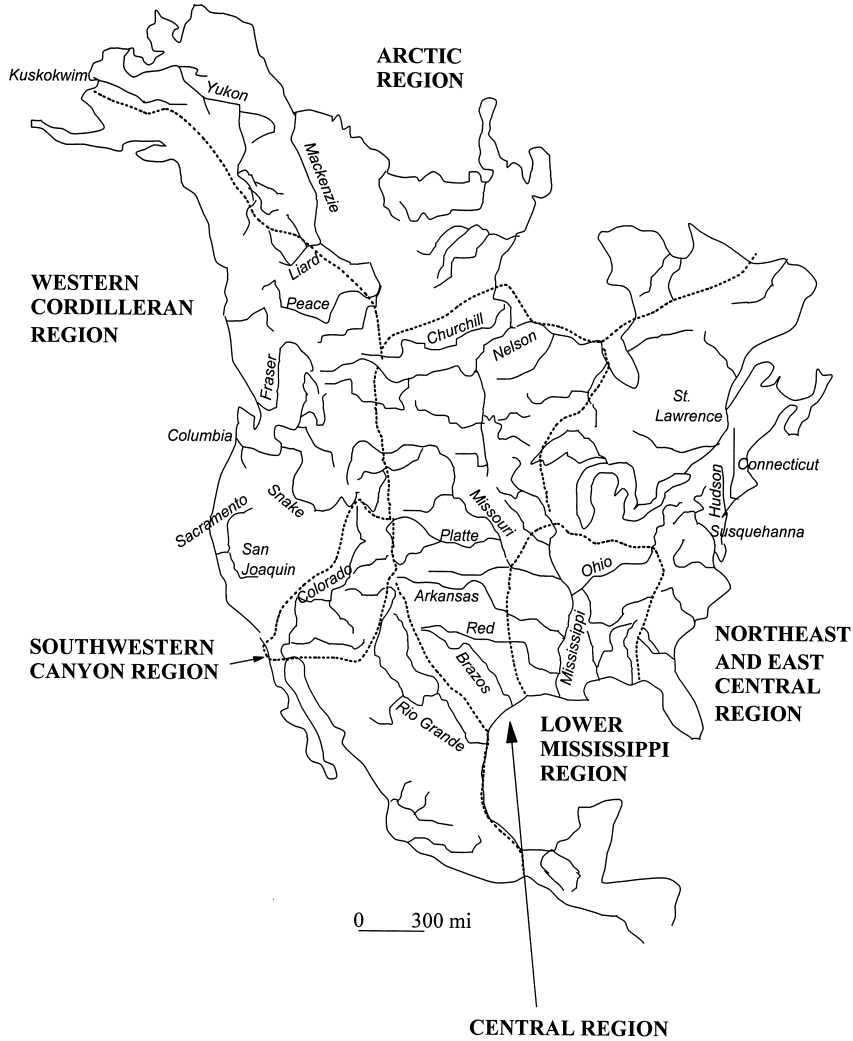 ARCTIC
REGION
Kuskokwim
Yukon
Mackenzie
WESTERN
CORDILLERAN
REGION
Liard
Peace
Churchill
Nelson
Fraser
St.
Lawrence
Columbia
Connecticut
Hudson
Snake
Missouri
Sacramento
Susquehanna
Platte
San
Joaquin
Ohio
Colorado
Arkansas
Red
Mississippi
SOUTHWESTERN
CANYON REGION
NORTHEAST
AND EAST
CENTRAL
REGION
Brazos
Rio Grande
LOWER
MISSISSIPPI
REGION
0 300 mi
CENTRAL REGION